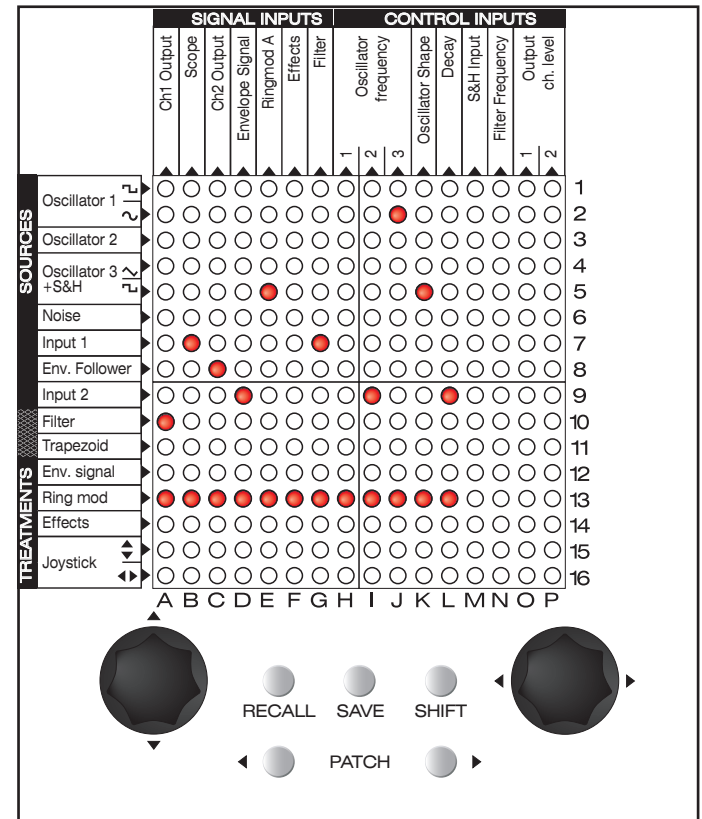 SIGNAL INPUTS
CONTROL INPUTS
Ch1 Output
Scope
Ch2 Output
Envelope Signal
Ringmod A
Effects
Filter
Oscillator
frequency
1
2
3
Oscillator Shape
Decay
S&H Input
Filter Frequency
Output
ch. level
1
2
SOURCES
Oscillator 1
1
2
Oscillator 2
3
Oscillator 3
4
+S&H
5
Noise
6
Input 1
7
Env. Follower
8
Input 2
9
Filter
10
Trapezoid
11
TREATMENTS
Env. signal
12
Ring mod
13
Effects
14
Joystick
15
16
A B C D E F G H I J K L M N O P
RECALL SAVE SHIFT
PATCH